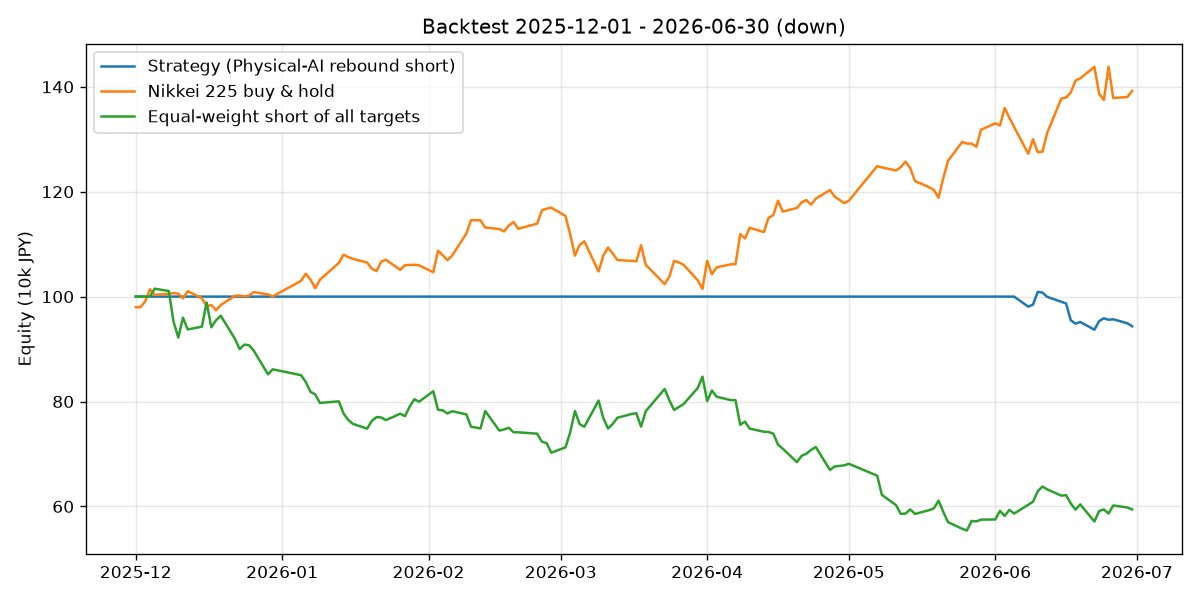 Backtest 2025-12-01 - 2026-06-30 (down)
Strategy (Physical-AI rebound short)
Nikkei 225 buy & hold
Equal-weight short of all targets
Equity (10k JPY)
140
120
100
80
60
2025-12 2026-01 2026-02 2026-03 2026-04 2026-05 2026-06 2026-07